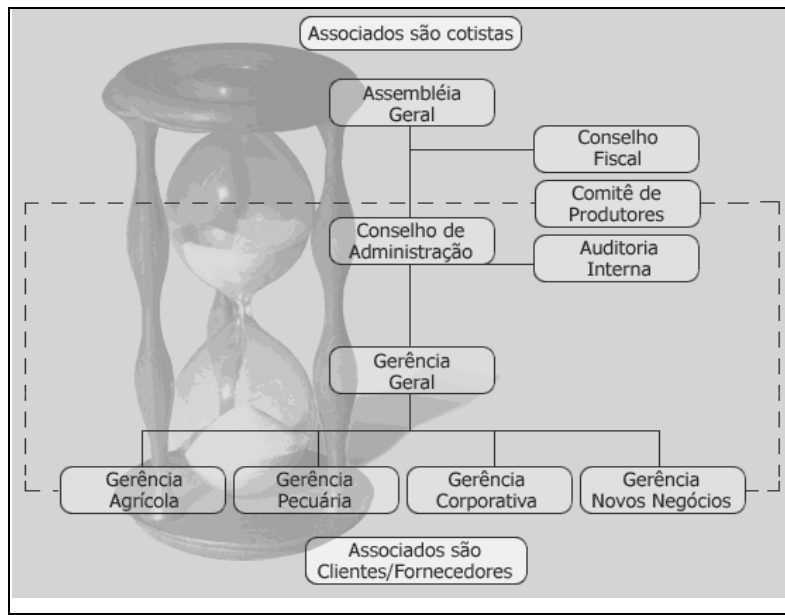 Associados são cotistas
Assembléia
Geral
Conselho
Fiscal
Comitê de
Produtores
Conselho de
Administração
Auditoria
Interna
Gerência
Geral
Gerência
Agrícola
Gerência
Pecuária
Gerência
Corporativa
Gerência
Novos Negócios
Associados são
Clientes/Fornecedores